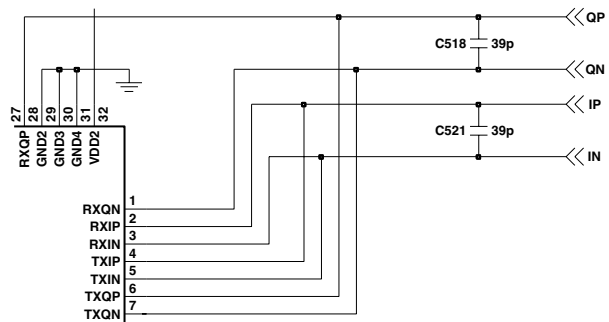 QP
C518 39p
QN
IP
C521 39p
IN
27 28 29 30 31 32
RXQP GND2 GND3 GND4 VDD2
RXQN 1
RXIP 2
RXIN 3
TXIP 4
TXIN 5
TXQP 6
TXQN 7